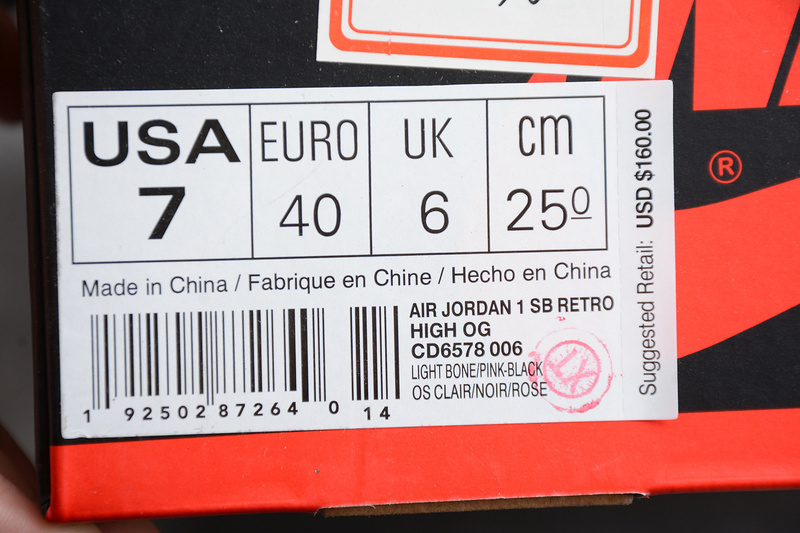 USA EURO UK cm
7 40 6 250
Made in China / Fabrique en Chine / Hecho en China
AIR JORDAN 1 SB RETRO
HIGH OG
CD6578 006
LIGHT BONE/PINK-BLACK
OS CLAIR/NOIR/ROSE
1 92502 87264 0 14
Suggested Retail: USD $160.00
®